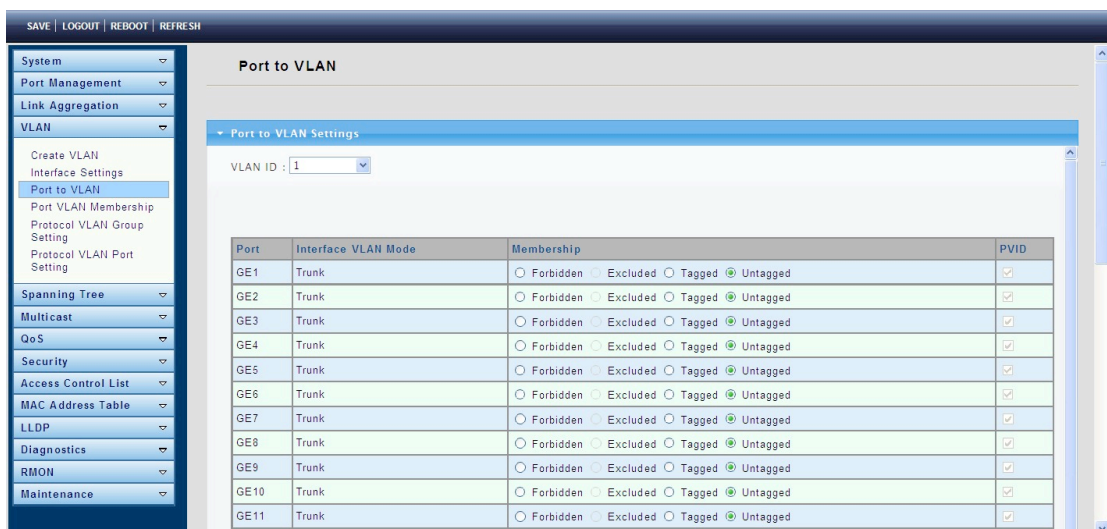 SAVE | LOGOUT | REBOOT | REFRESH
System
Port Management
Link Aggregation
VLAN
Create VLAN
Interface Settings
Port to VLAN
Port VLAN Membership
Protocol VLAN Group
Setting
Protocol VLAN Port
Setting
Spanning Tree
Multicast
QoS
Security
Access Control List
MAC Address Table
LLDP
Diagnostics
RMON
Maintenance
Port to VLAN
Port to VLAN Settings
VLAN ID : 1
Port Interface VLAN Mode Membership PVID
GE1 Trunk Forbidden Excluded Tagged Untagged
GE2 Trunk Forbidden Excluded Tagged Untagged
GE3 Trunk Forbidden Excluded Tagged Untagged
GE4 Trunk Forbidden Excluded Tagged Untagged
GE5 Trunk Forbidden Excluded Tagged Untagged
GE6 Trunk Forbidden Excluded Tagged Untagged
GE7 Trunk Forbidden Excluded Tagged Untagged
GE8 Trunk Forbidden Excluded Tagged Untagged
GE9 Trunk Forbidden Excluded Tagged Untagged
GE10 Trunk Forbidden Excluded Tagged Untagged
GE11 Trunk Forbidden Excluded Tagged Untagged